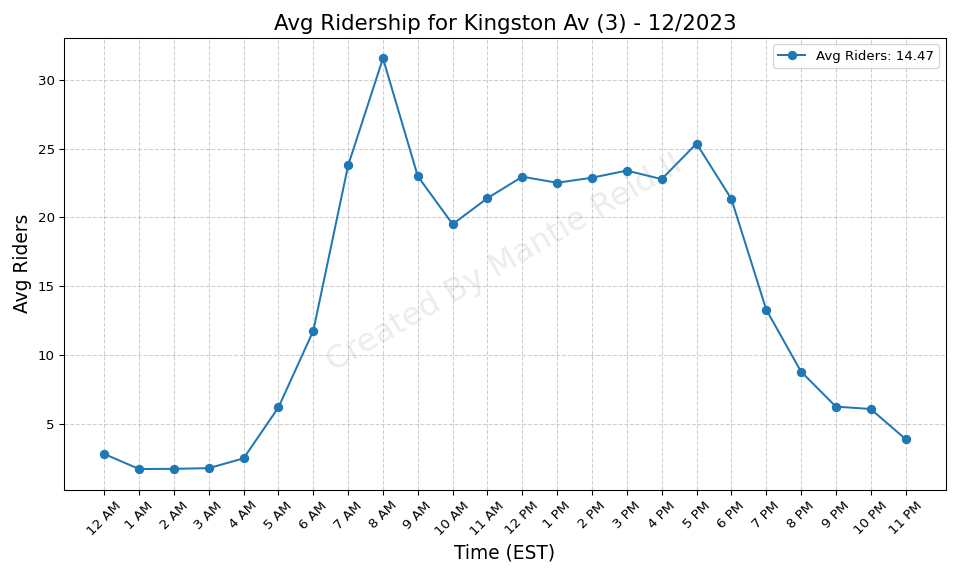 Avg Ridership for Kingston Av (3) - 12/2023
Avg Riders: 14.47
30
25
20
15
10
5
Avg Riders
Created By Mantle Reid II
12 AM
1 AM
2 AM
3 AM
4 AM
5 AM
6 AM
7 AM
8 AM
9 AM
10 AM
11 AM
12 PM
1 PM
2 PM
3 PM
4 PM
5 PM
6 PM
7 PM
8 PM
9 PM
10 PM
11 PM
Time (EST)